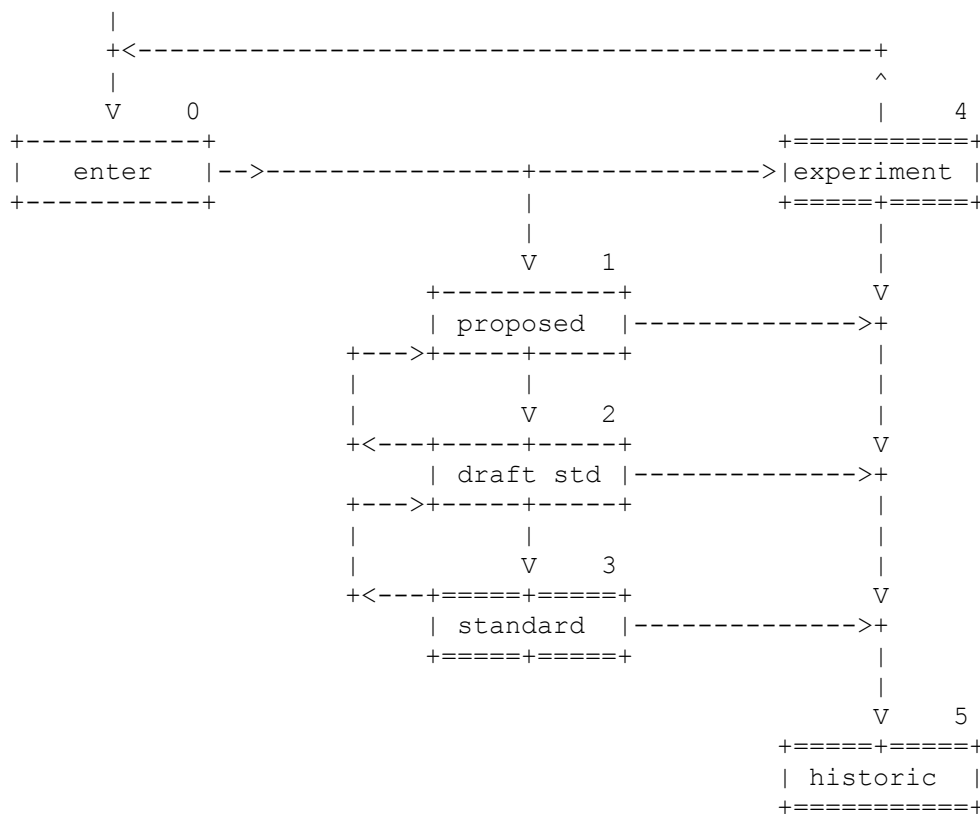 0
4
enter
experiment
1
proposed
2
draft std
3
standard
5
historic